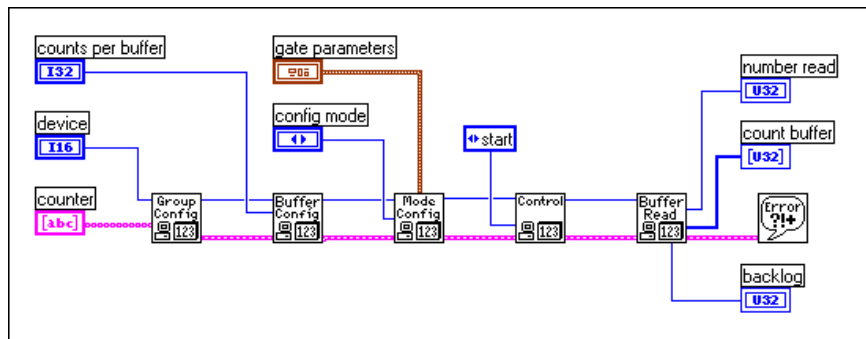 counts per buffer
I32
gate parameters
number read
U32
device
I16
config mode
start
count buffer
[U32]
counter
[abc]
Group
Config
123
Buffer
Config
123
Mode
Config
123
Control
123
Buffer
Read
123
Error
?!+
backlog
U32